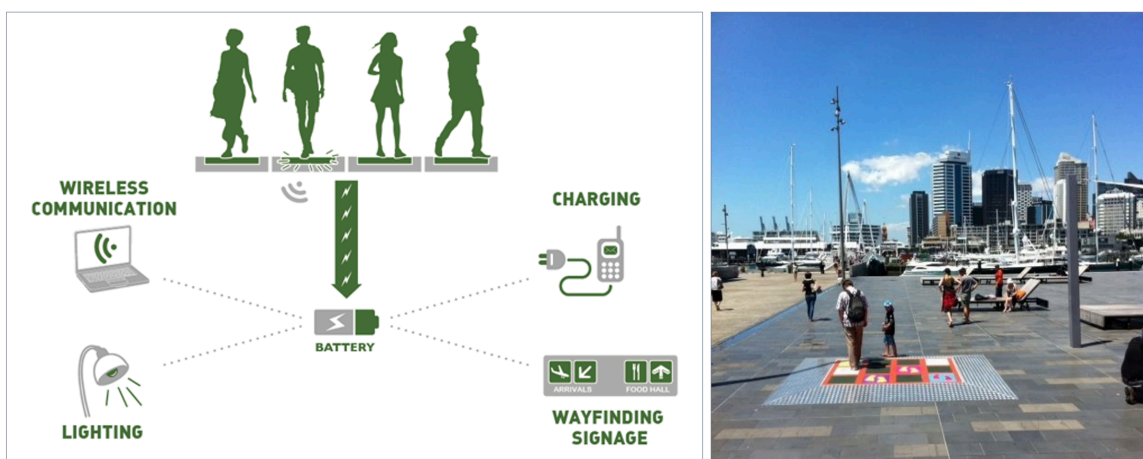 WIRELESS
COMMUNICATION
CHARGING
BATTERY
ARRIVALS
FOOD HALL
LIGHTING
WAYFINDING
SIGNAGE